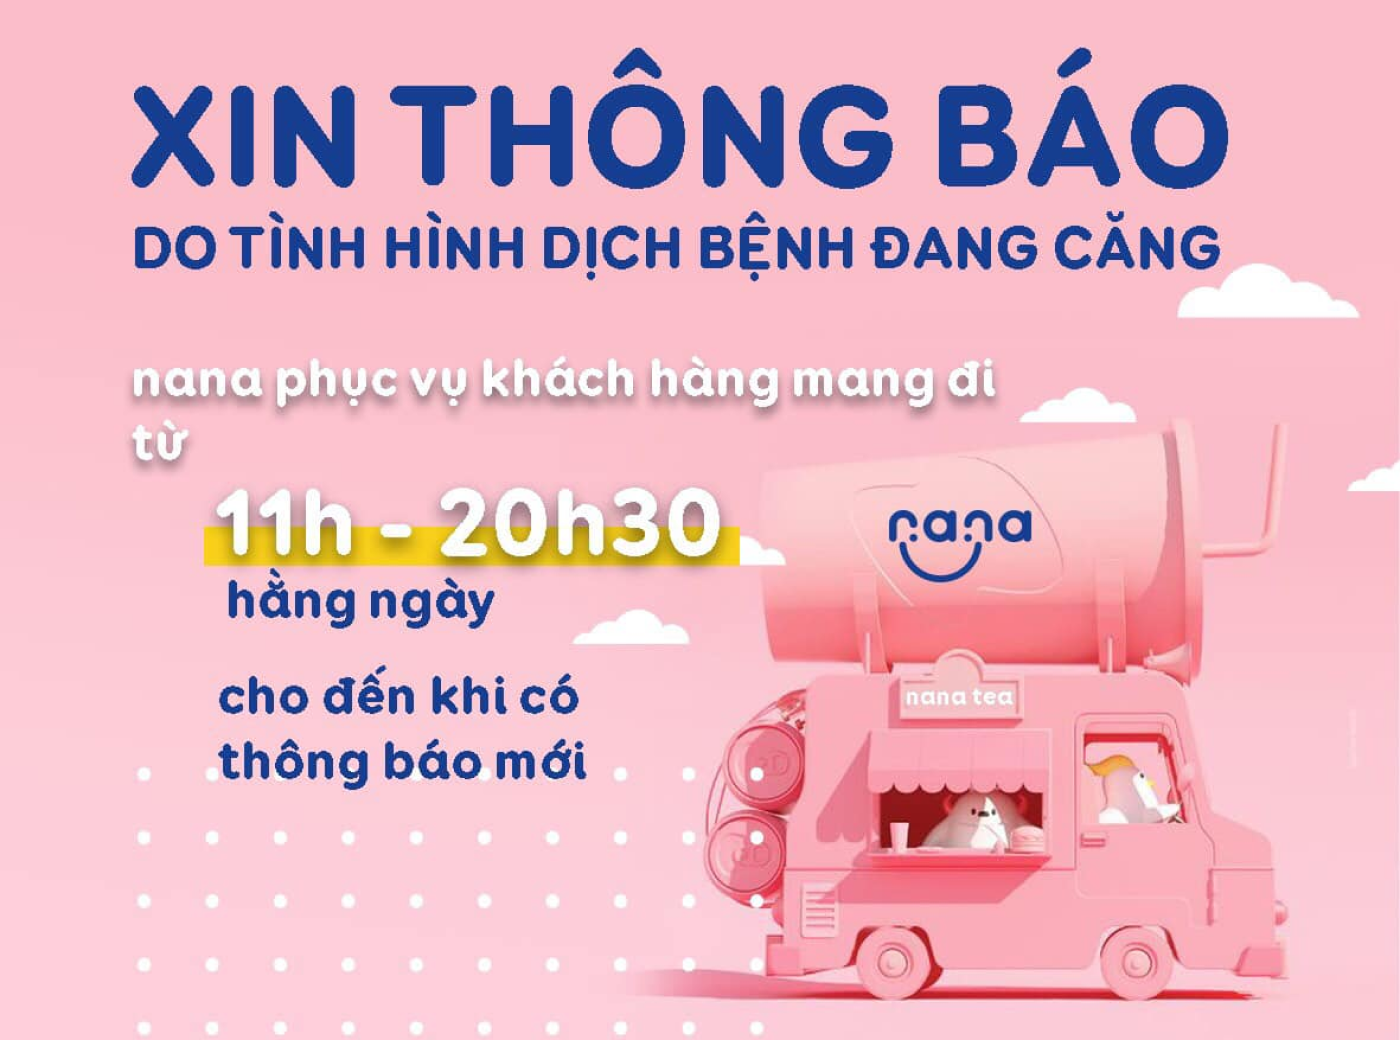 XIN THÔNG BÁO
DO TÌNH HÌNH DỊCH BỆNH ĐANG CĂNG
nana phục vụ khách hàng mang đi
từ
11h - 20h30
hằng ngày
cho đến khi có
thông báo mới
nana
nana tea